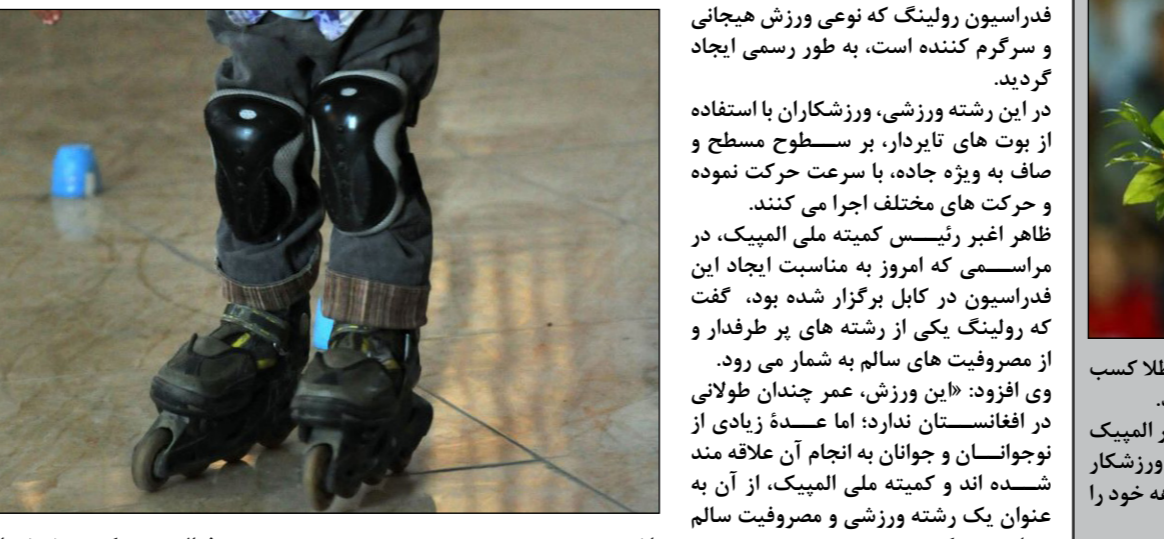 فدراسیون رولینگ که نوعی ورزش هیجانی
و سرگرم کننده است، به طور رسمی ایجاد
گردید.
در این رشته ورزشی، ورزشکاران با استفاده
از بوت های تایردار، بر سطوح مسطح و
صاف به ویژه جاده، با سرعت حرکت نموده
و حرکت های مختلف اجرا می کنند.
ظاهر اغبر رئیس کمیته ملی المپیک، در
مراسمی که امروز به مناسبت ایجاد این
فدراسیون در کابل برگزار شده بود، گفت
که رولینگ یکی از رشته های پر طرفدار و
از مصروفیت های سالم به شمار می رود.
وی افزود: «این ورزش، عمر چندان طولانی
در افغانستان ندارد؛ اما عدۀ زیادی از
نوجوانان و جوانان به انجام آن علاقه مند
شده اند و کمیته ملی المپیک، از آن به
عنوان یک رشته ورزشی و مصروفیت سالم
طلا کسب
المپیک
ورزشکار
خود را